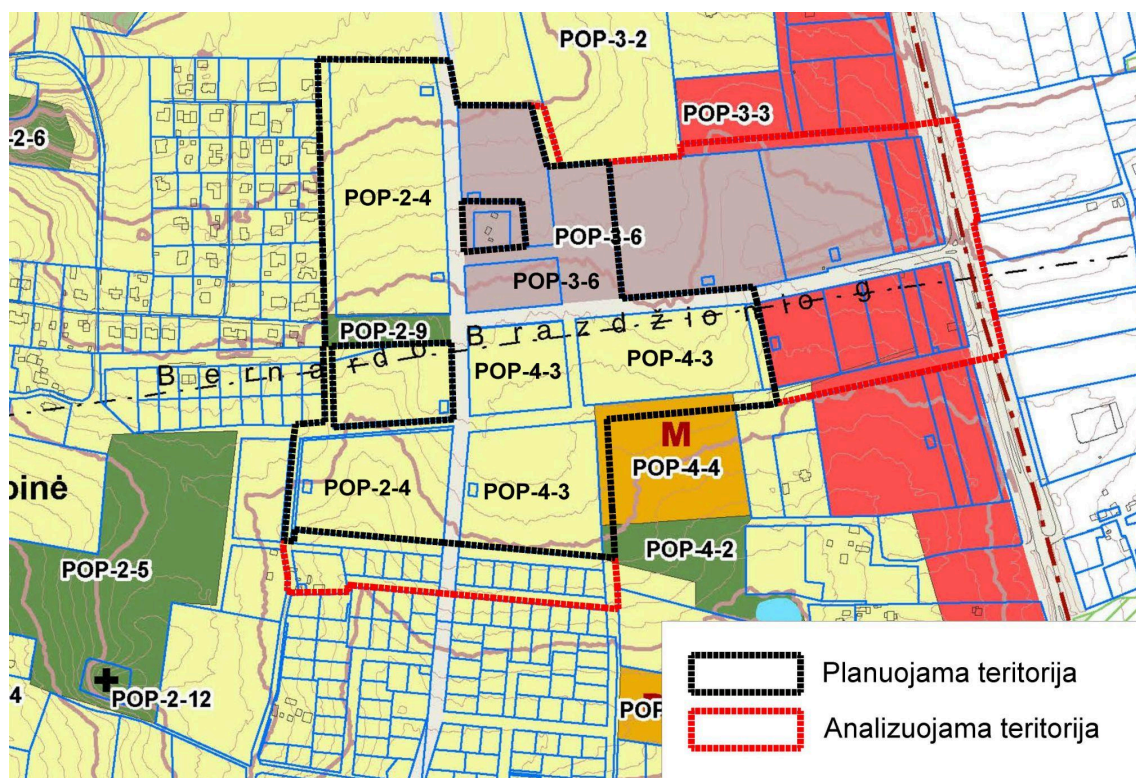 POP-3-2
POP-3-3
-2-6
POP-2-4
POP-3-6
POP-3-6
POP-2-9
Bernardo Brazdžionio g.
POP-4-3
POP-4-3
M
POP-4-4
POP-2-4
POP-4-3
pinė
POP-4-2
POP-2-5
POP-2-12
4
Planuojama teritorija
Analizuojama teritorija